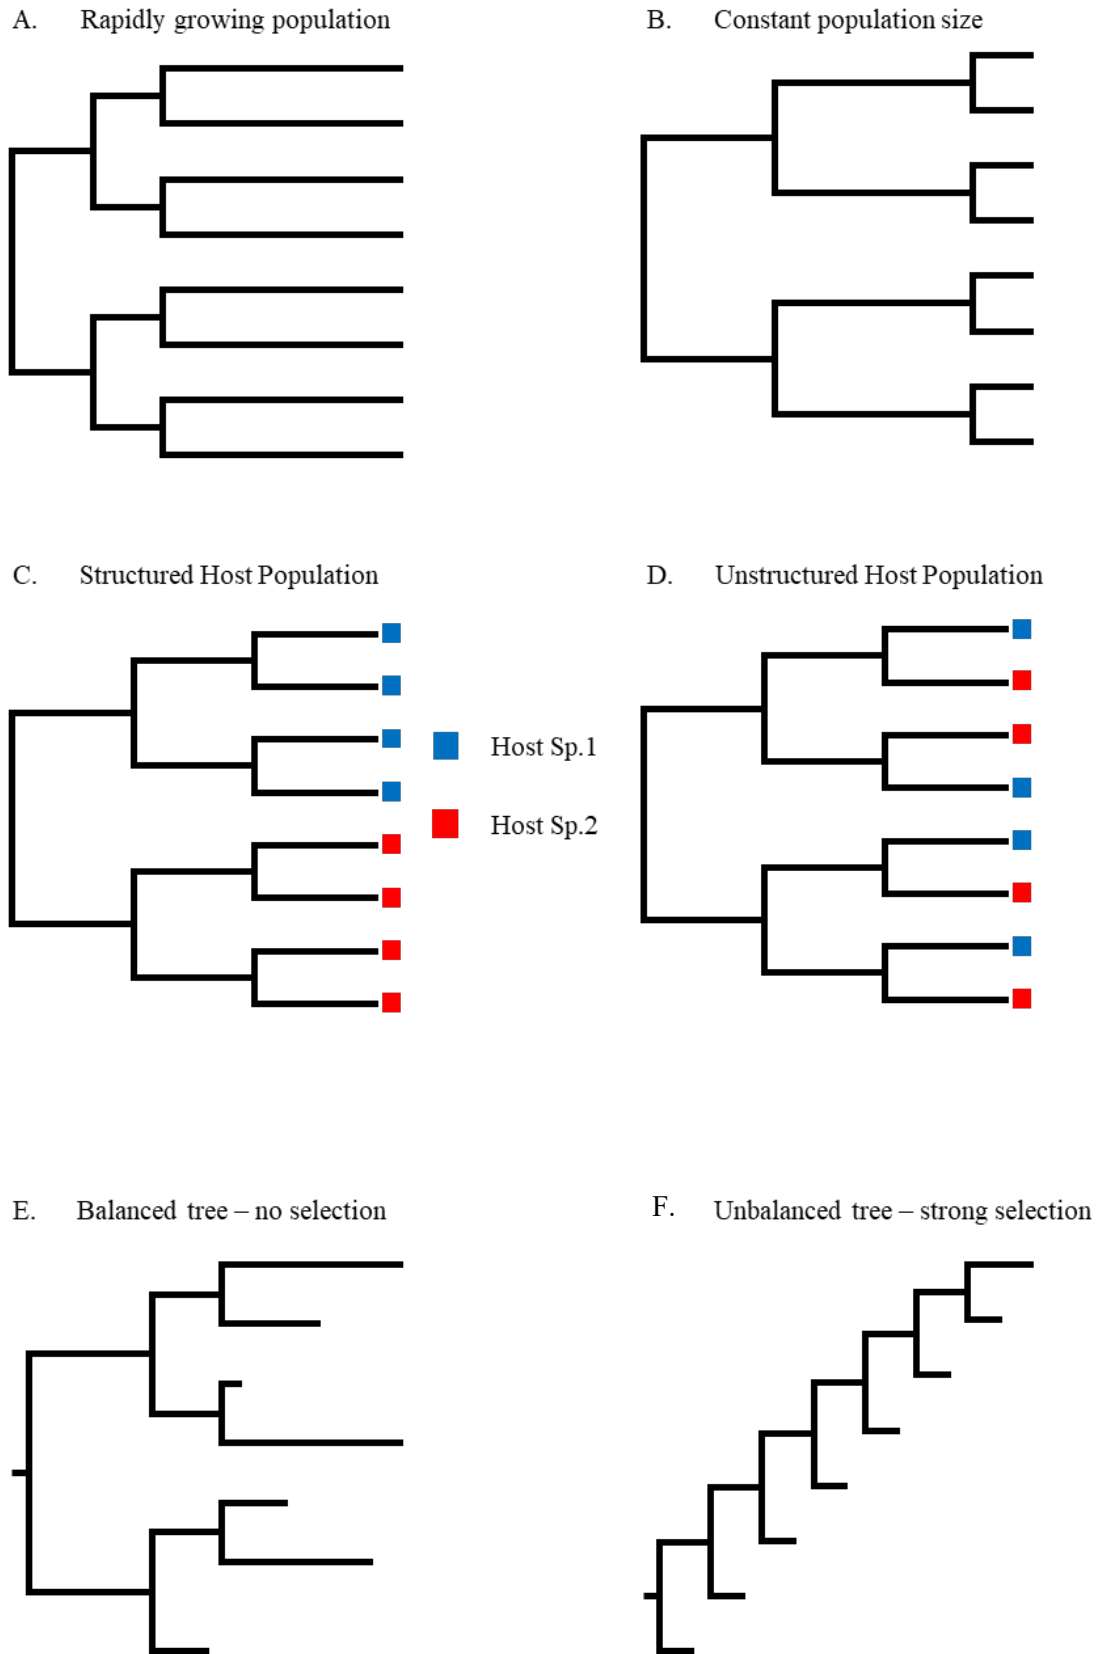 A. Rapidly growing population
B. Constant population size
C. Structured Host Population
D. Unstructured Host Population
Host Sp.1
Host Sp.2
E. Balanced tree – no selection
F. Unbalanced tree – strong selection